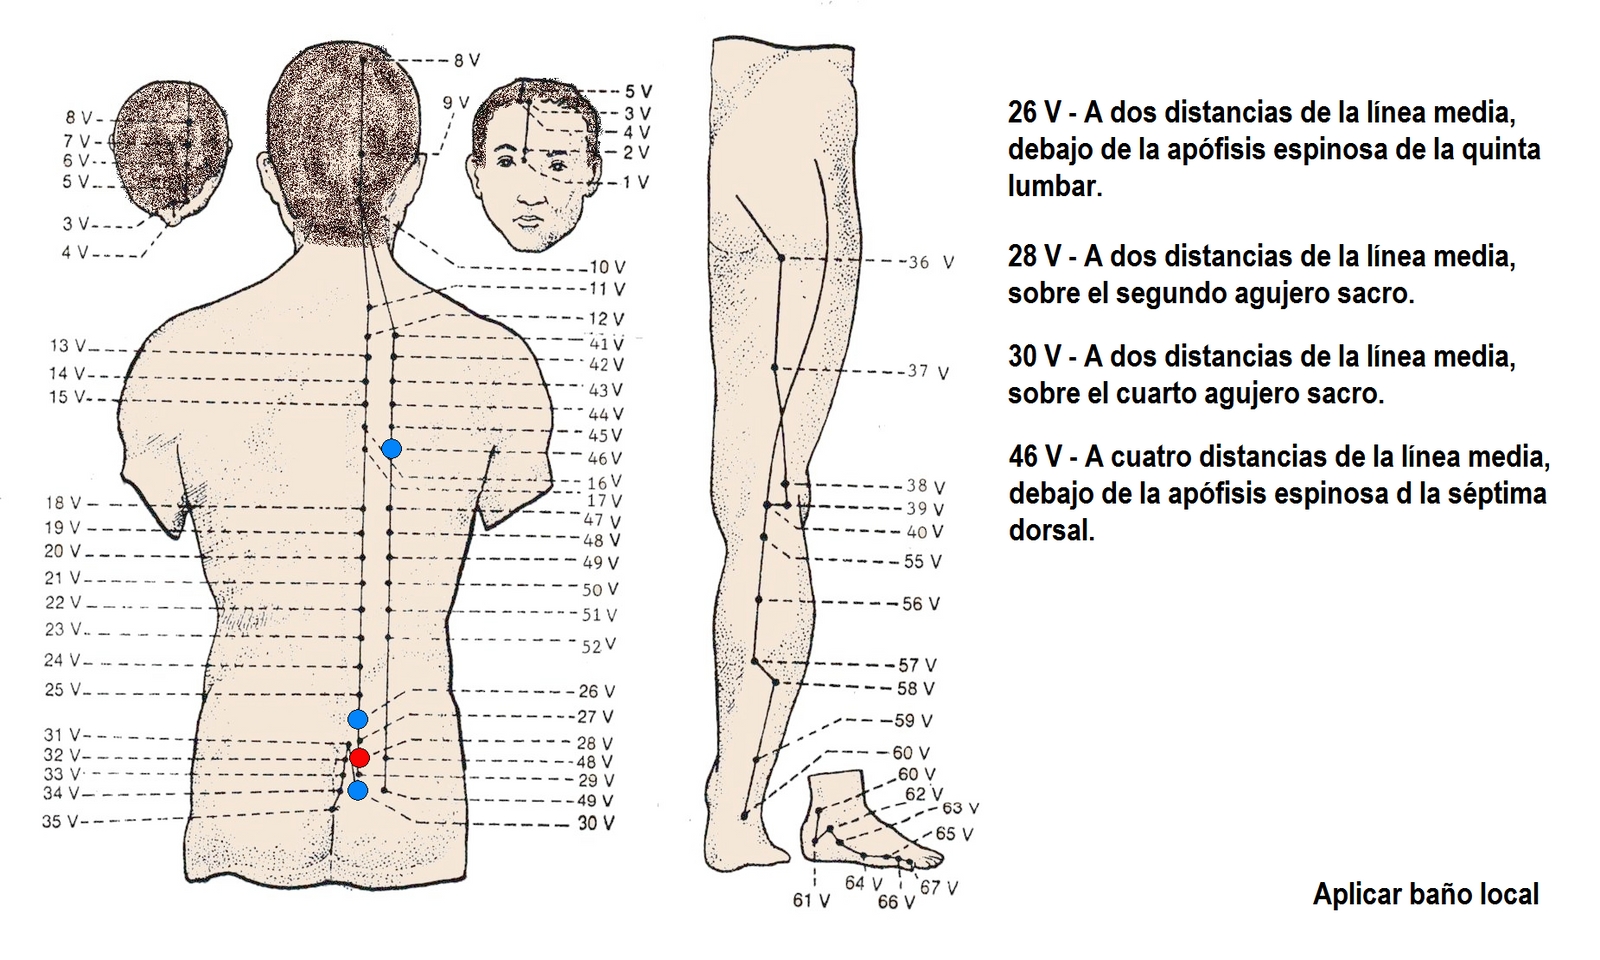 8 V
9 V
8 V
7 V
6 V
5 V
3 V
4 V
5 V
3 V
4 V
2 V
1 V
10 V
11 V
12 V
41 V
42 V
43 V
44 V
45 V
46 V
16 V
17 V
47 V
48 V
49 V
50 V
51 V
52 V
13 V
14 V
15 V
18 V
19 V
20 V
21 V
22 V
23 V
24 V
25 V
31 V
32 V
33 V
34 V
35 V
26 V
27 V
28 V
48 V
29 V
49 V
30 V
36 V
37 V
38 V
39 V
40 V
55 V
56 V
57 V
58 V
59 V
60 V
60 V
62 V
63 V
65 V
64 V
67 V
61 V
66 V
26 V - A dos distancias de la línea media,
debajo de la apófisis espinosa de la quinta
lumbar.
28 V - A dos distancias de la línea media,
sobre el segundo agujero sacro.
30 V - A dos distancias de la línea media,
sobre el cuarto agujero sacro.
46 V - A cuatro distancias de la línea media,
debajo de la apófisis espinosa d la séptima
dorsal.
Aplicar baño local